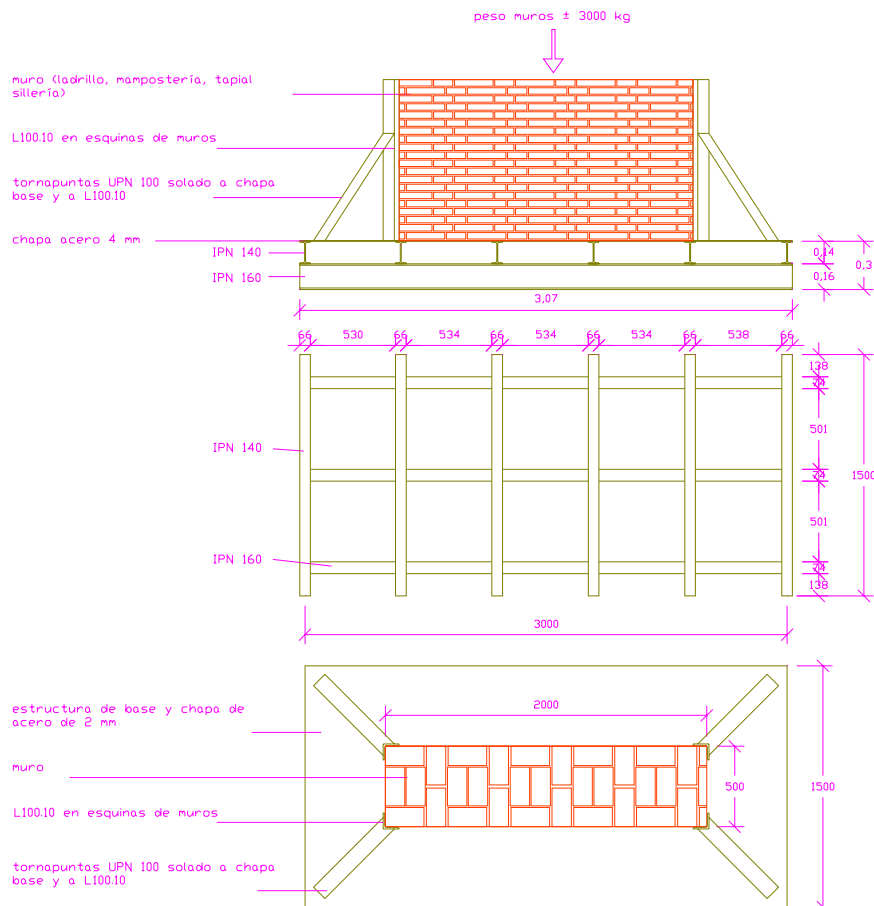 peso muros ± 3000 kg
muro (ladrillo, mampostería, tapial
sillería)
L100.10 en esquinas de muros
tornapuntas UPN 100 solado a chapa
base y a L100.10
chapa acero 4 mm
IPN 140
IPN 160
0,14
0,16
0,3
3,07
66
530
66
534
66
534
66
534
66
538
66
138
74
501
74
501
74
138
1500
IPN 140
IPN 160
3000
estructura de base y chapa de
acero de 2 mm
muro
L100.10 en esquinas de muros
tornapuntas UPN 100 solado a chapa
base y a L100.10
2000
500
1500